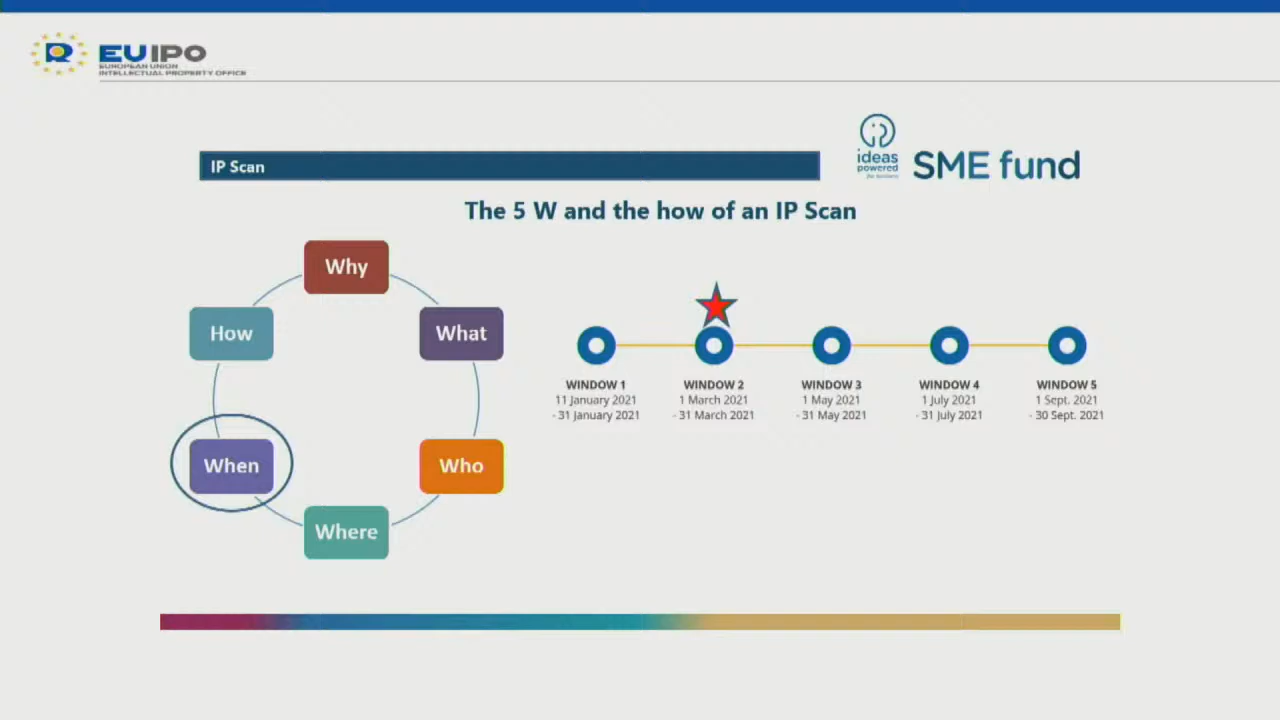 EUIPO
EUROPEAN UNION
INTELLECTUAL PROPERTY OFFICE
IP Scan
ideas
powered
for business
SME fund
The 5 W and the how of an IP Scan
Why
How
What
When
Who
Where
WINDOW 1
11 January 2021
- 31 January 2021
WINDOW 2
1 March 2021
- 31 March 2021
WINDOW 3
1 May 2021
- 31 May 2021
WINDOW 4
1 July 2021
- 31 July 2021
WINDOW 5
1 Sept. 2021
- 30 Sept. 2021